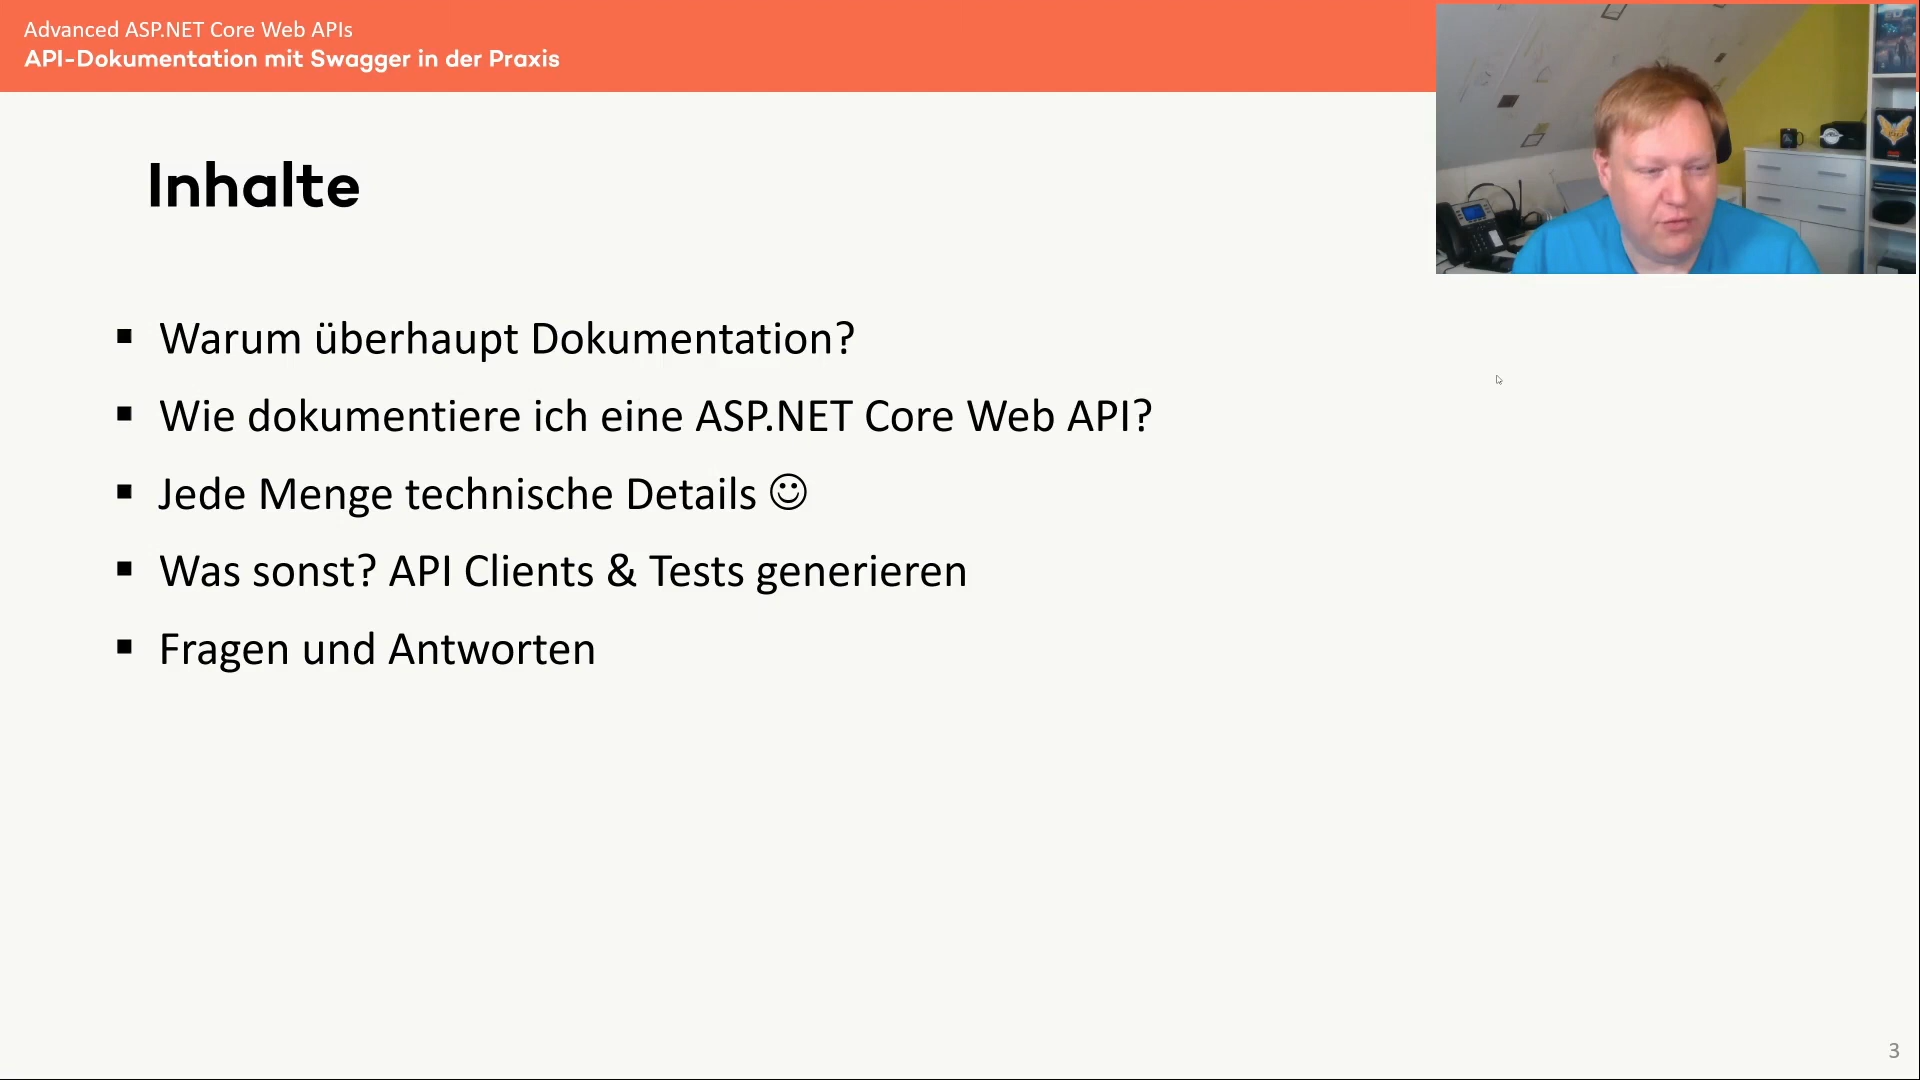 Advanced ASP.NET Core Web APIs
API-Dokumentation mit Swagger in der Praxis
Inhalte
▪ Warum überhaupt Dokumentation?
▪ Wie dokumentiere ich eine ASP.NET Core Web API?
▪ Jede Menge technische Details ☺
▪ Was sonst? API Clients & Tests generieren
▪ Fragen und Antworten
3